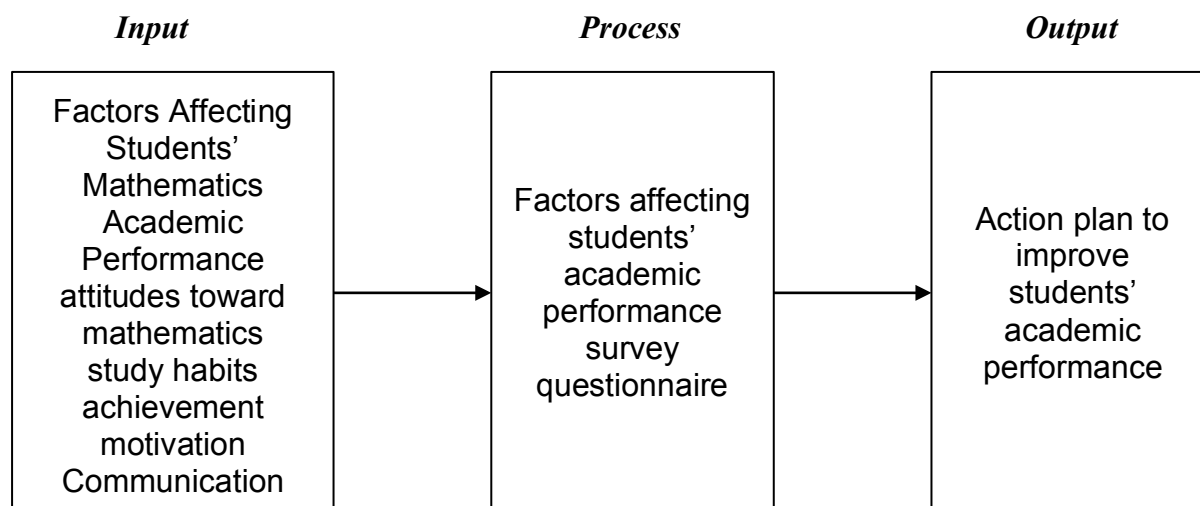 Input
Process
Output
Factors Affecting
Students’
Mathematics
Academic
Performance
attitudes toward
mathematics
study habits
achievement
motivation
Communication
Factors affecting
students’
academic
performance
survey
questionnaire
Action plan to
improve
students’
academic
performance